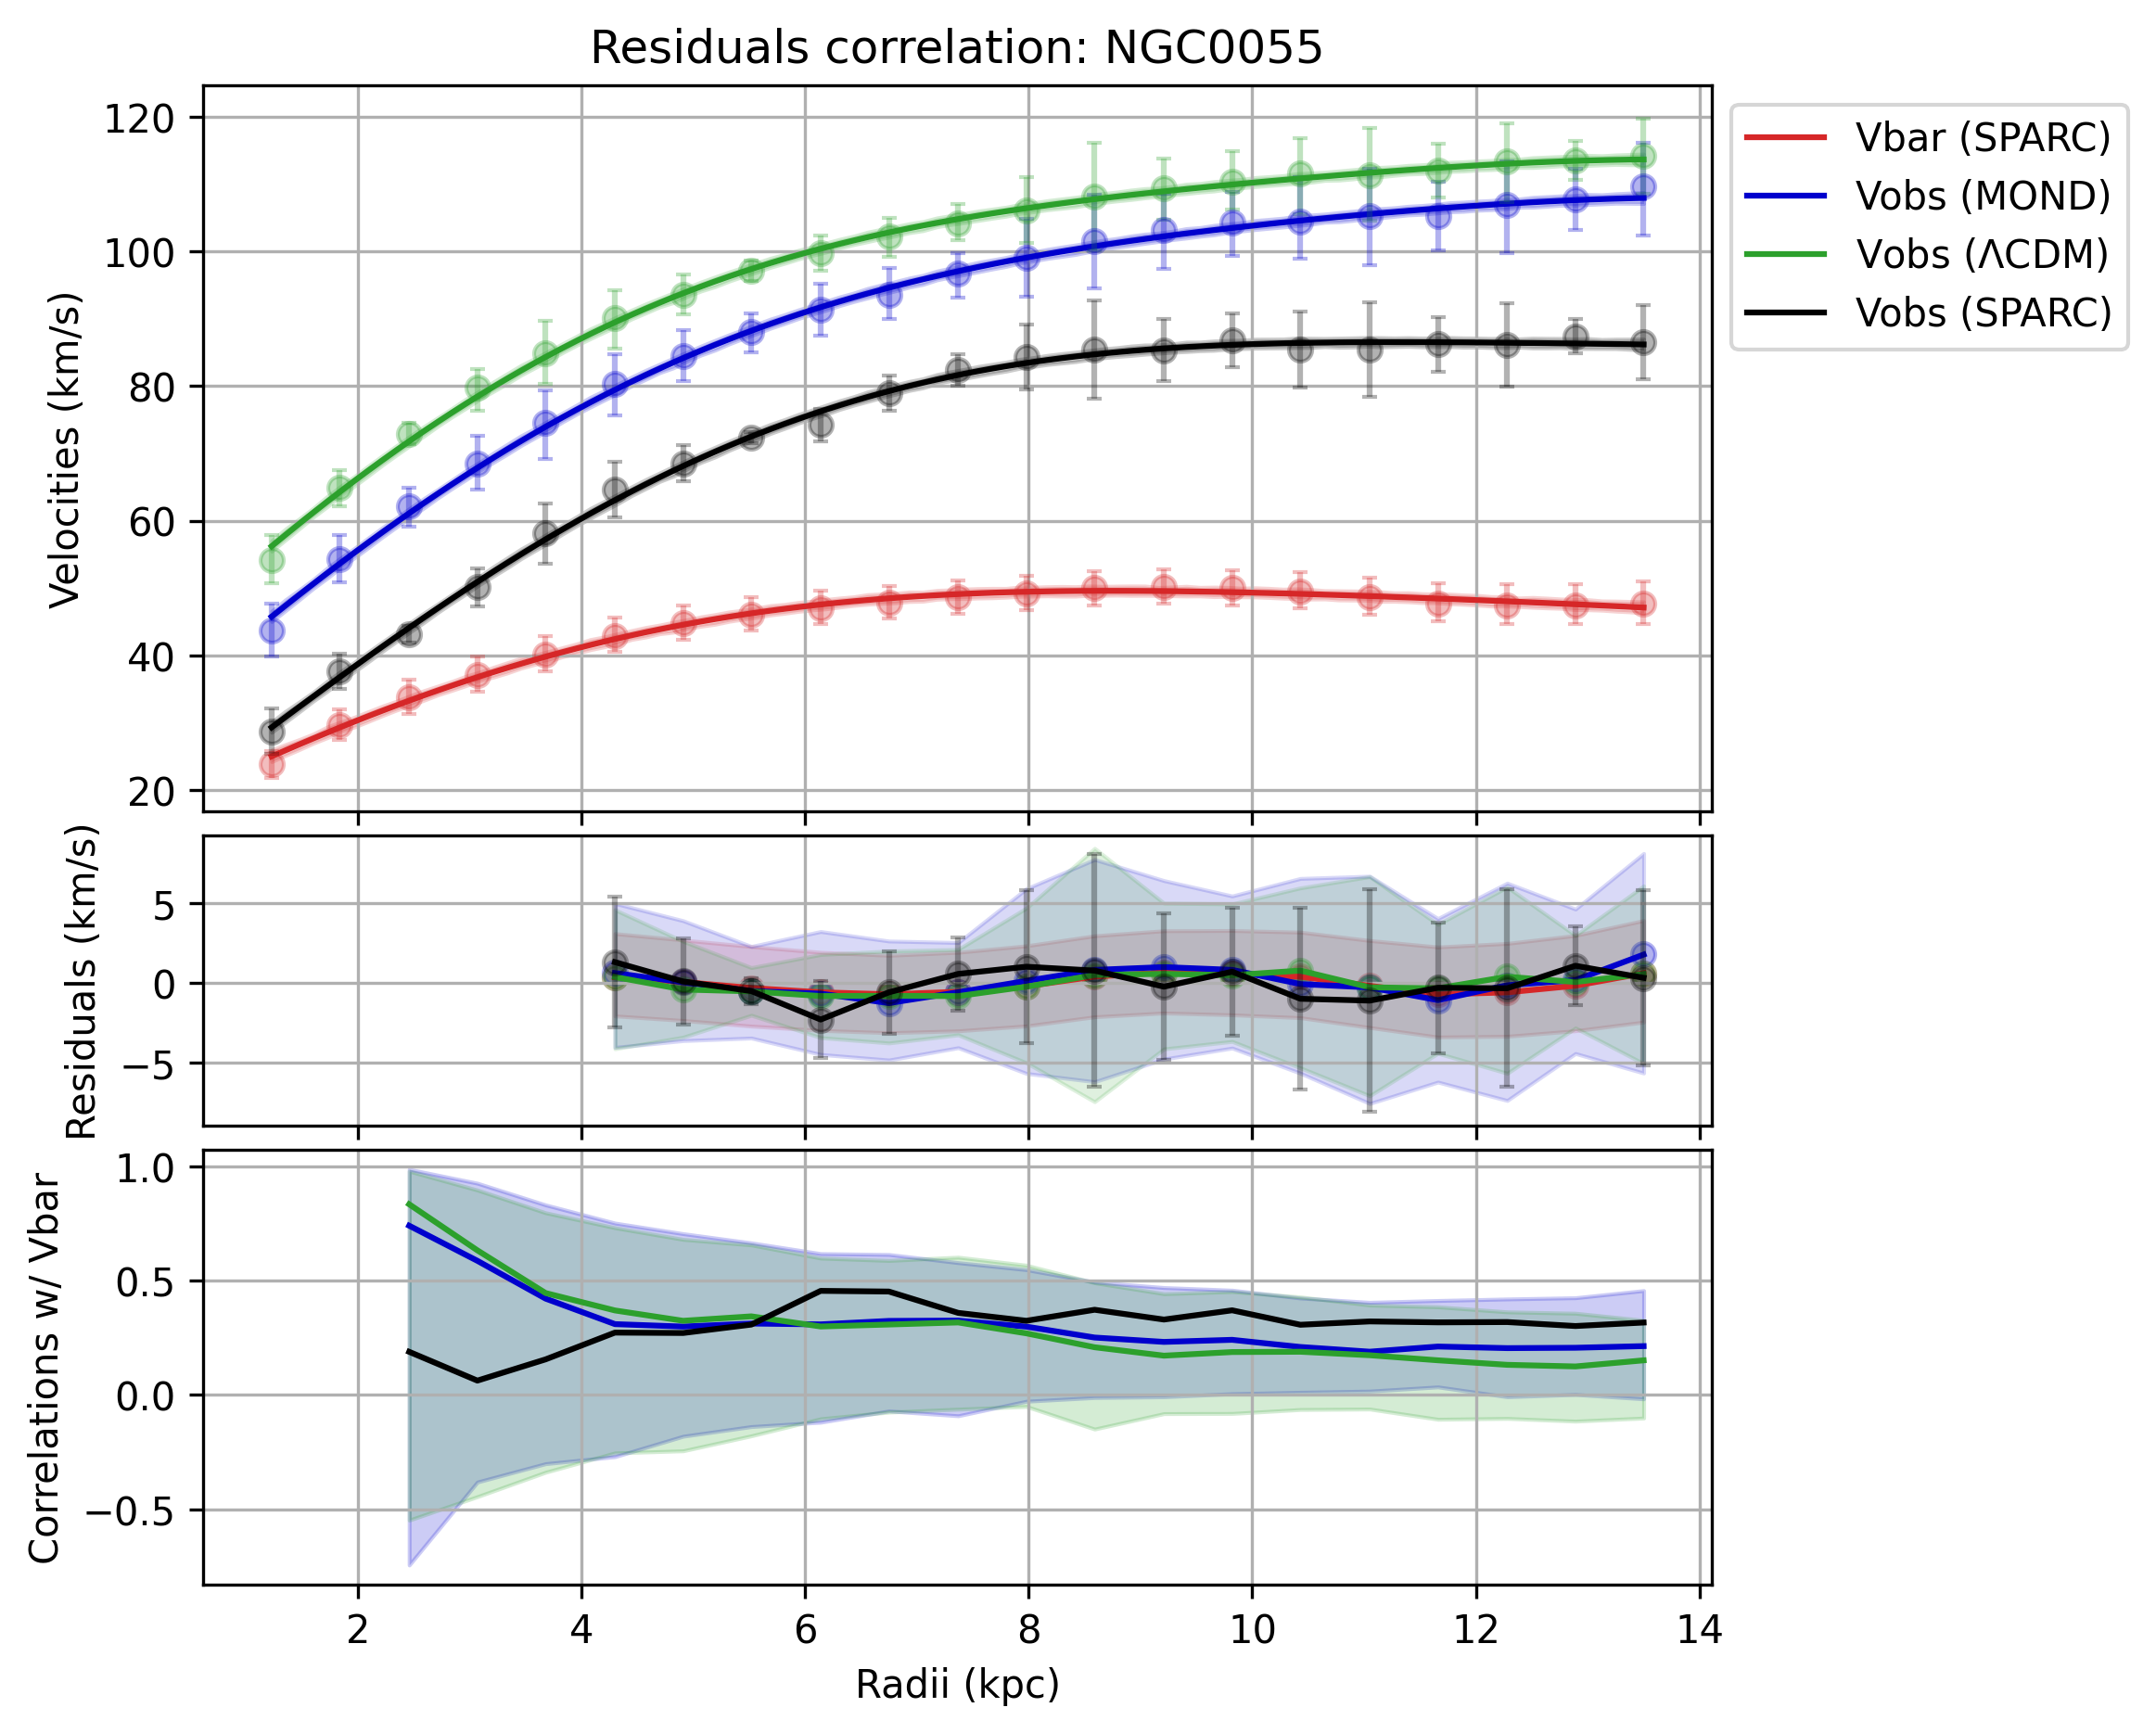 Residuals correlation: NGC0055
Velocities (km/s)
120
100
80
60
40
20
Vbar (SPARC)
Vobs (MOND)
Vobs (ΛCDM)
Vobs (SPARC)
Residuals (km/s)
5
0
−5
Correlations w/ Vbar
1.0
0.5
0.0
−0.5
2 4 6 8 10 12 14
Radii (kpc)